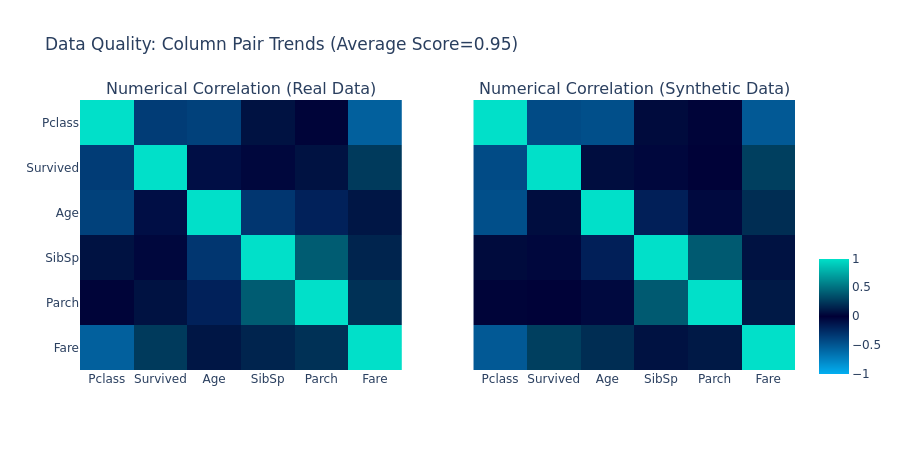 Data Quality: Column Pair Trends (Average Score=0.95)
Numerical Correlation (Real Data)
Numerical Correlation (Synthetic Data)
Pclass
Survived
Age
SibSp
Parch
Fare
Pclass Survived Age SibSp Parch Fare
Pclass Survived Age SibSp Parch Fare
1
0.5
0
−0.5
−1